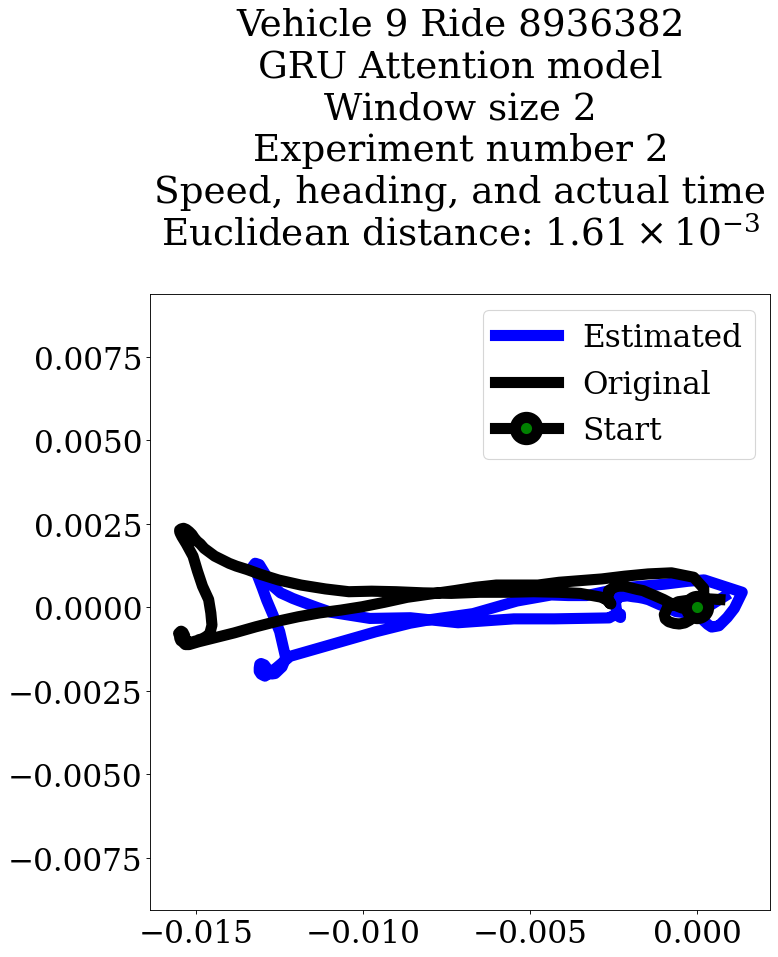 Vehicle 9 Ride 8936382
GRU Attention model
Window size 2
Experiment number 2
Speed, heading, and actual time
Euclidean distance: 1.61 × 10⁻³
Estimated
Original
Start
0.0075
0.0050
0.0025
0.0000
−0.0025
−0.0050
−0.0075
−0.015
−0.010
−0.005
0.000